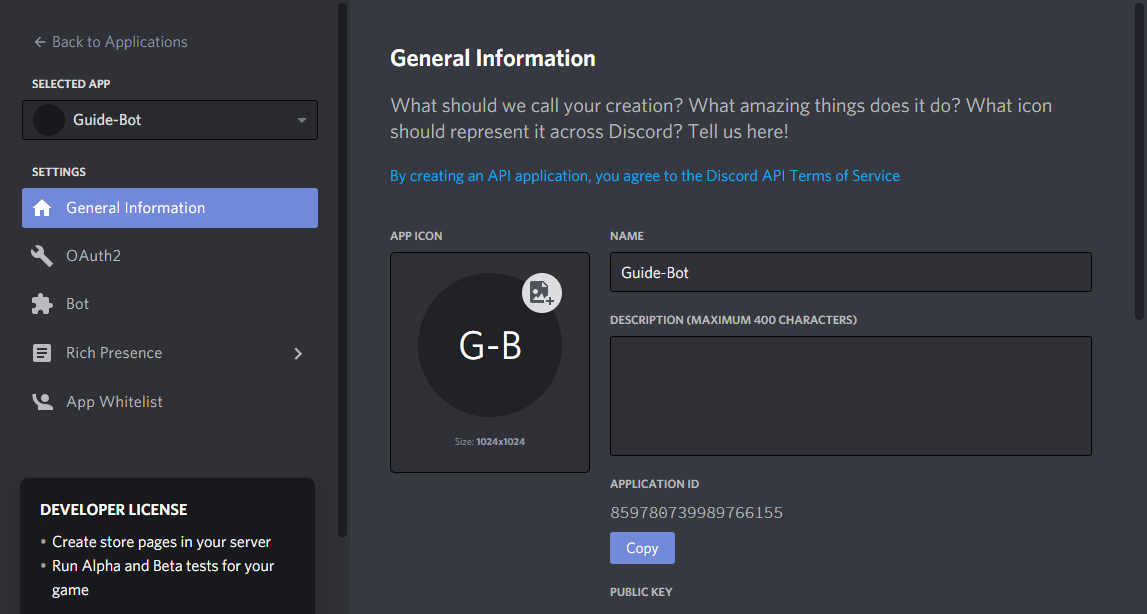 Back to Applications
SELECTED APP
Guide-Bot
SETTINGS
General Information
OAuth2
Bot
Rich Presence
App Whitelist
DEVELOPER LICENSE
• Create store pages in your server
• Run Alpha and Beta tests for your
game
General Information
What should we call your creation? What amazing things does it do? What icon
should represent it across Discord? Tell us here!
By creating an API application, you agree to the Discord API Terms of Service
APP ICON
G-B
Size: 1024x1024
NAME
Guide-Bot
DESCRIPTION (MAXIMUM 400 CHARACTERS)
APPLICATION ID
859780739989766155
Copy
PUBLIC KEY